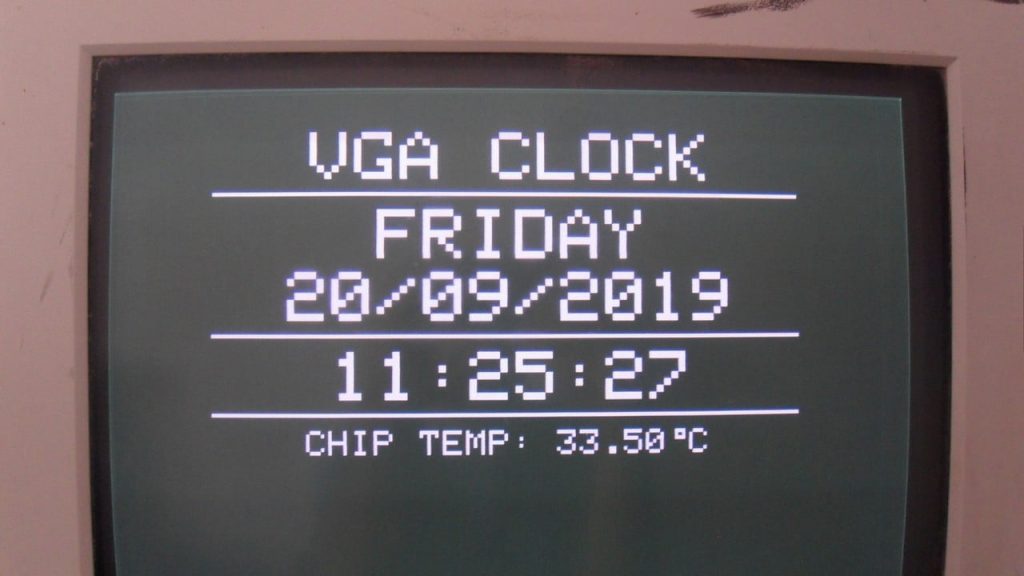 VGA CLOCK
FRIDAY
20/09/2019
11:25:27
CHIP TEMP: 33.50°C